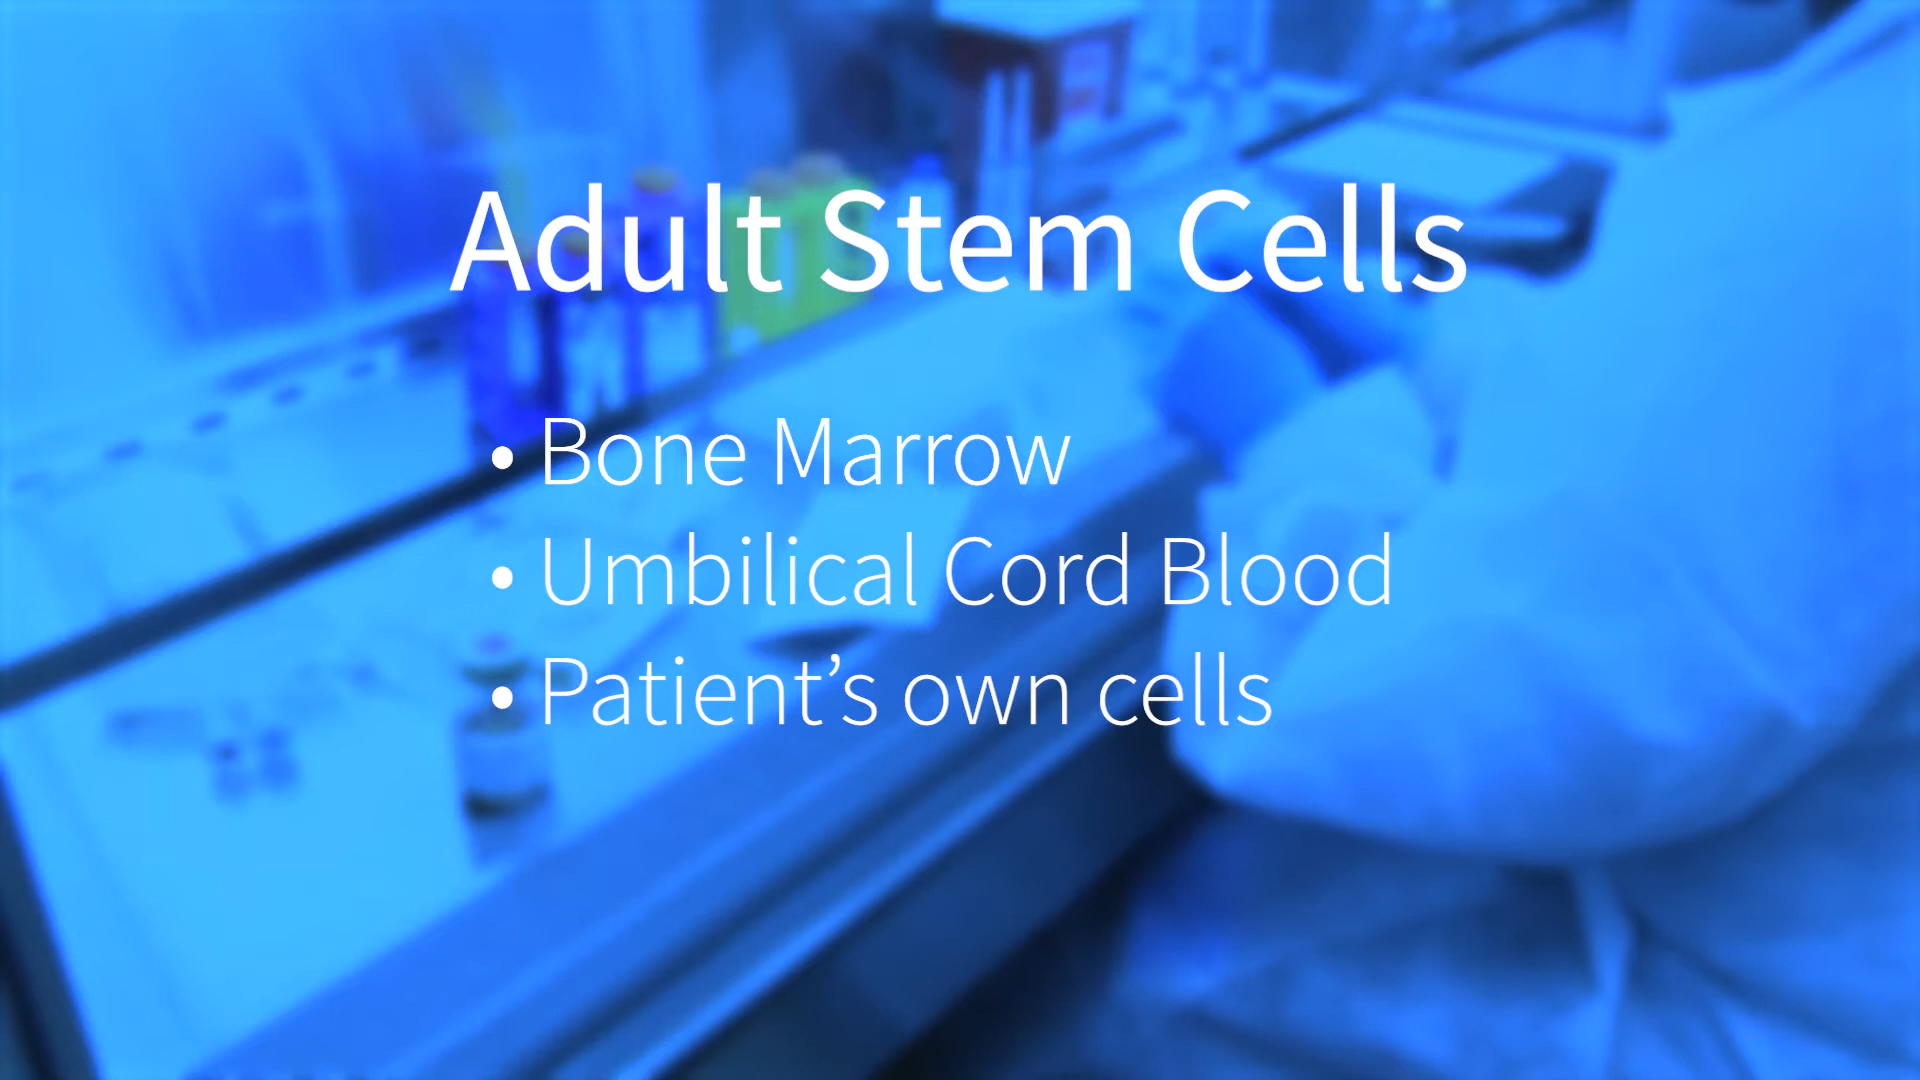 Adult Stem Cells
• Bone Marrow
• Umbilical Cord Blood
• Patient’s own cells